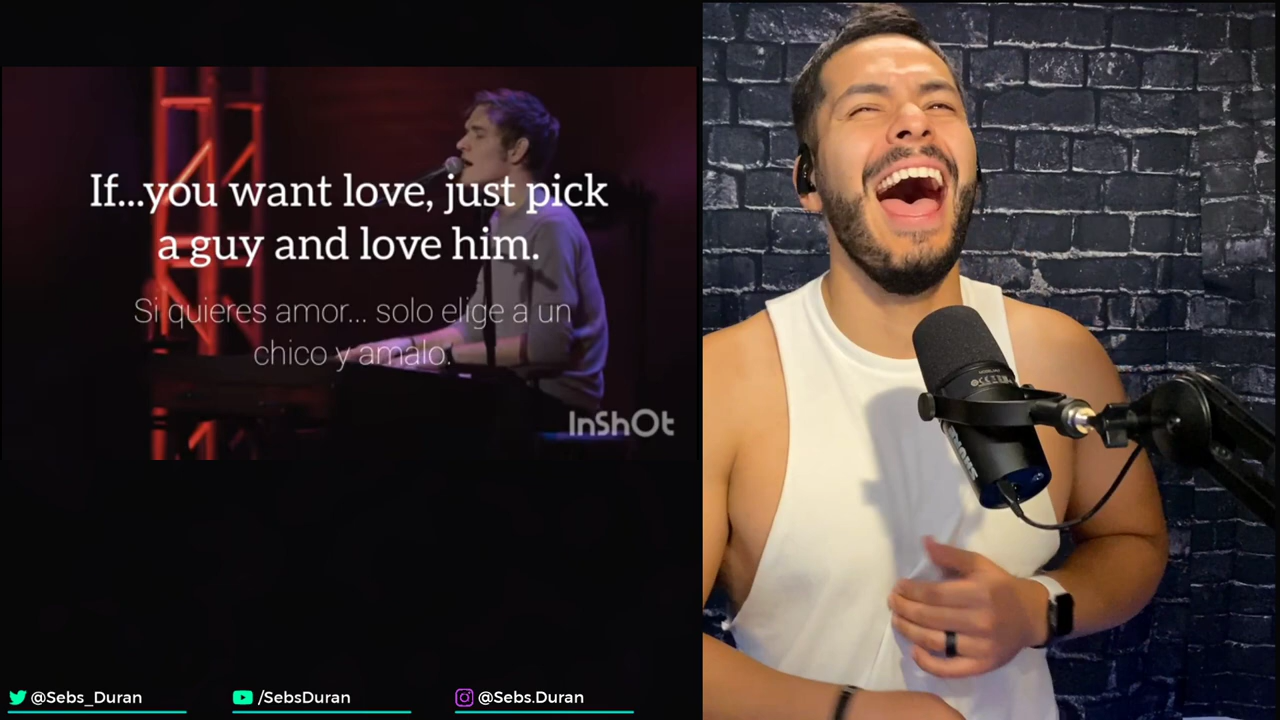 If...you want love, just pick
a guy and love him.
Si quieres amor... solo elige a un
chico y amalo.
InShOt
@Sebs_Duran
/SebsDuran
@Sebs.Duran